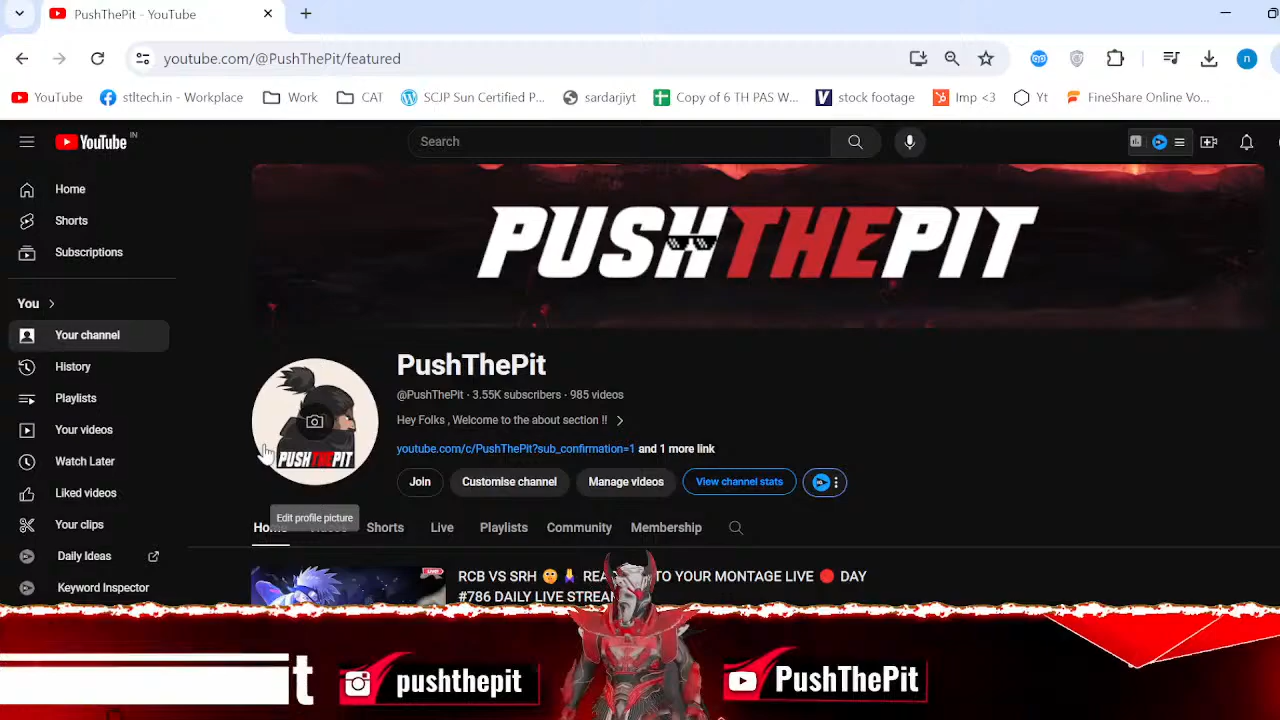 PushThePit - YouTube
youtube.com/@PushThePit/featured
n
YouTube
stltech.in - Workplace
Work
CAT
SCJP Sun Certified P...
sardarjiyt
Copy of 6 TH PAS W...
stock footage
Imp <3
Yt
FineShare Online Vo...
YouTube IN
Search
Home
Shorts
Subscriptions
You
Your channel
History
Playlists
Your videos
Watch Later
Liked videos
Your clips
Daily Ideas
Keyword Inspector
PUSHTHEPIT
PUSHTHEPIT
PushThePit
@PushThePit · 3.55K subscribers · 985 videos
Hey Folks , Welcome to the about section !!
youtube.com/c/PushThePit?sub_confirmation=1 and 1 more link
Join
Customise channel
Manage videos
View channel stats
Edit profile picture
Shorts
Live
Playlists
Community
Membership
RCB VS SRH 🤫 🧜‍♀️ TO YOUR MONTAGE LIVE 🔴 DAY
#786 DAILY LIVE
t
pushthepit
PushThePit